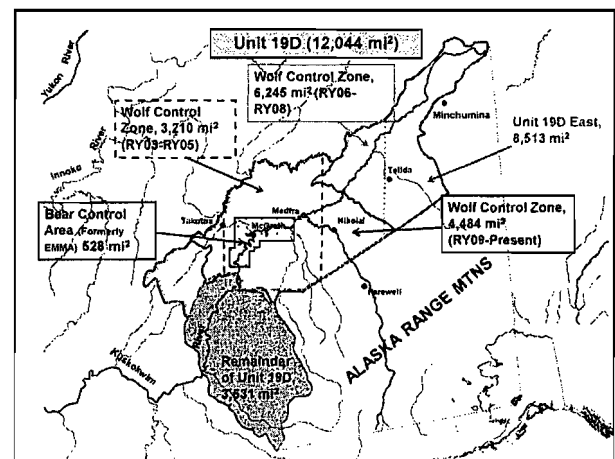 Unit 19D (12,044 mi²)
Wolf Control Zone,
6,245 mi² (RY06-
RY08)
Yukon River
Minchumina
Wolf Control
Zone, 3,210 mi²
(RY03-RY05)
Unit 19D East,
8,513 mi²
Innoko River
Telida
Bear Control
Area (Formerly
EMMA) 528 mi²
Takotna
McGrath
Medfra
Nikolai
Wolf Control Zone,
4,484 mi²
(RY09-Present)
Farewell
ALASKA RANGE MTNS
Kuskokwim
Remainder
of Unit 19D,
3,531 mi²